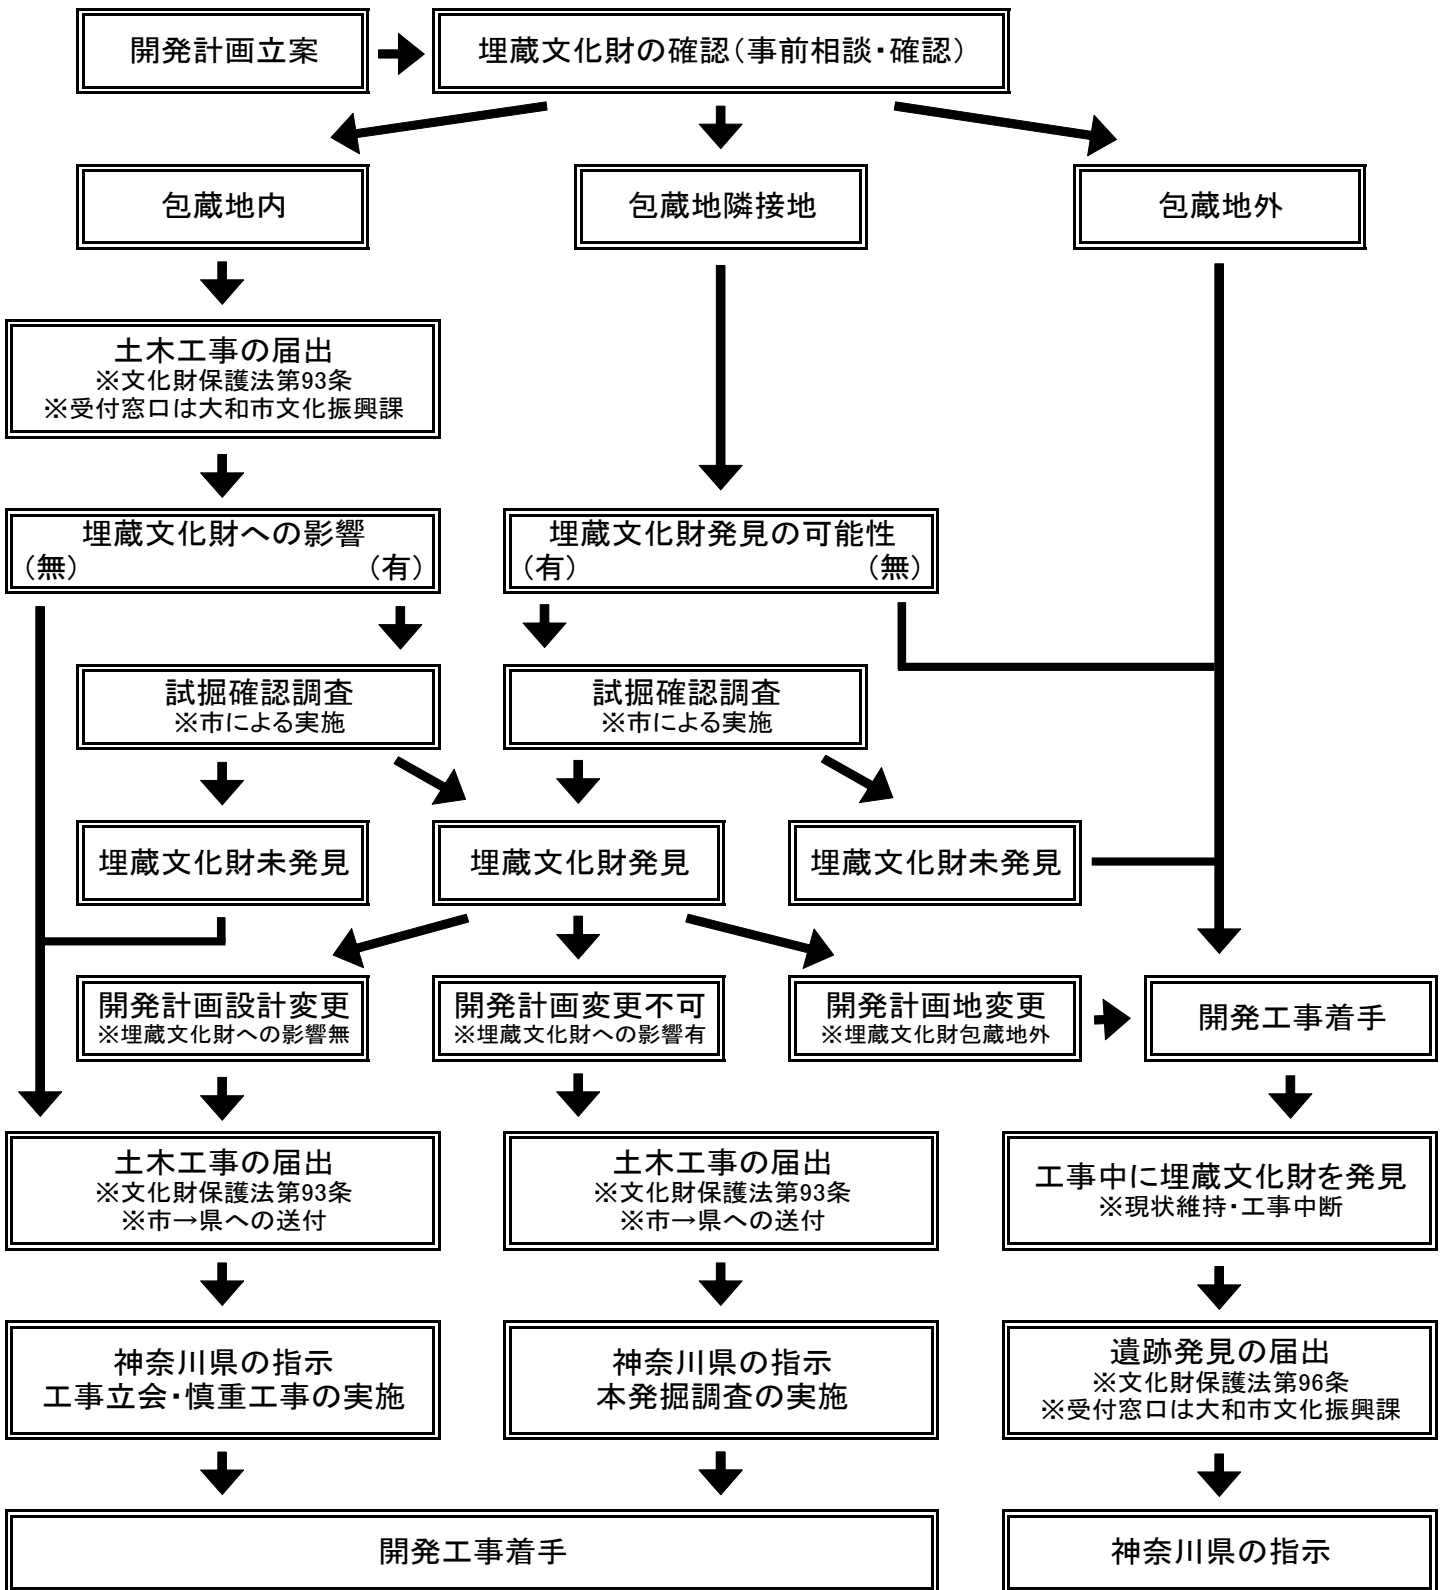 開発計画立案
埋蔵文化財の確認(事前相談・確認)
包蔵地内
包蔵地隣接地
包蔵地外
土木工事の届出
※文化財保護法第93条
※受付窓口は大和市文化振興課
埋蔵文化財への影響
(無) (有)
埋蔵文化財発見の可能性
(有) (無)
試掘確認調査
※市による実施
試掘確認調査
※市による実施
埋蔵文化財未発見
埋蔵文化財発見
埋蔵文化財未発見
開発計画設計変更
※埋蔵文化財への影響無
開発計画変更不可
※埋蔵文化財への影響有
開発計画地変更
※埋蔵文化財包蔵地外
開発工事着手
土木工事の届出
※文化財保護法第93条
※市→県への送付
土木工事の届出
※文化財保護法第93条
※市→県への送付
工事中に埋蔵文化財を発見
※現状維持・工事中断
神奈川県の指示
工事立会・慎重工事の実施
神奈川県の指示
本発掘調査の実施
遺跡発見の届出
※文化財保護法第96条
※受付窓口は大和市文化振興課
開発工事着手
神奈川県の指示